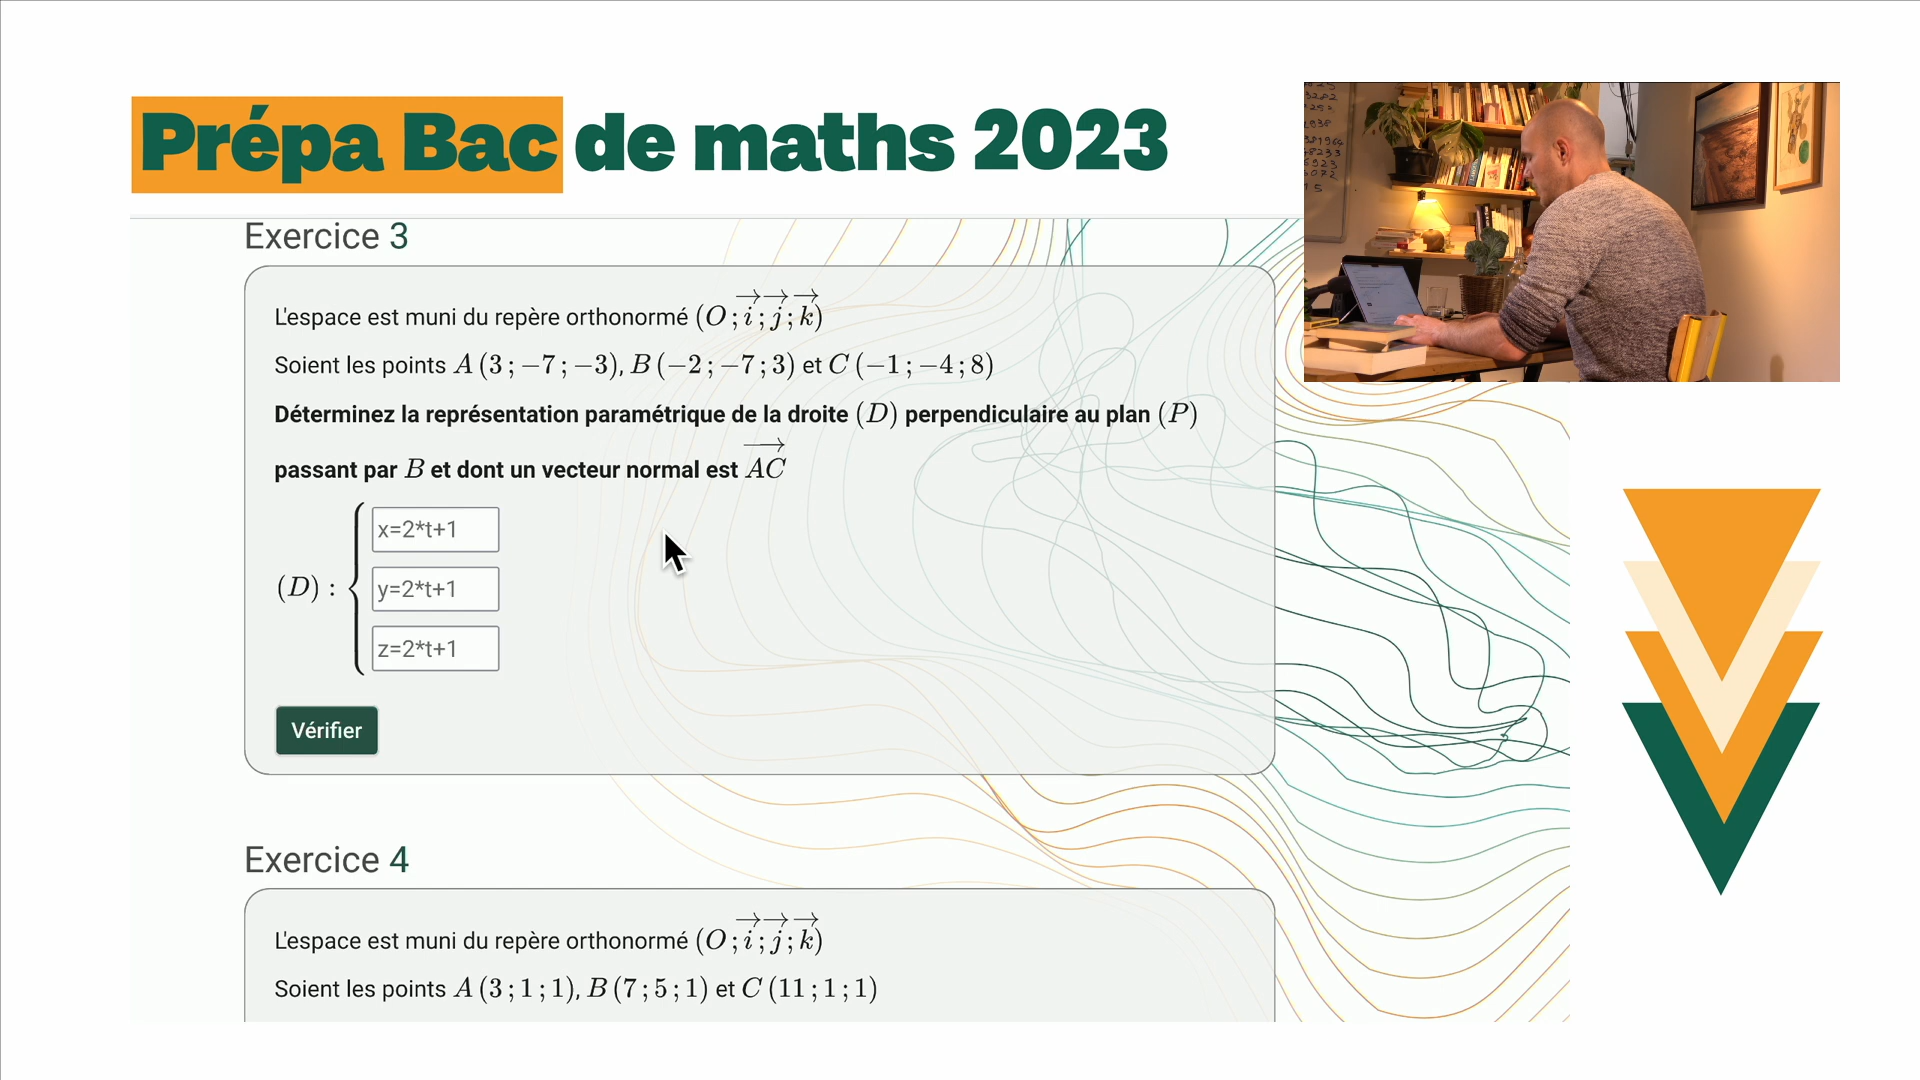 Prépa Bac de maths 2023
Exercice 3
L'espace est muni du repère orthonormé (O ; i ; j ; k)
Soient les points A (3 ; −7 ; −3), B (−2 ; −7 ; 3) et C (−1 ; −4 ; 8)
Déterminez la représentation paramétrique de la droite (D) perpendiculaire au plan (P)
passant par B et dont un vecteur normal est AC
x=2*t+1
(D) : y=2*t+1
z=2*t+1
Vérifier
Exercice 4
L'espace est muni du repère orthonormé (O ; i ; j ; k)
Soient les points A (3 ; 1 ; 1), B (7 ; 5 ; 1) et C (11 ; 1 ; 1)